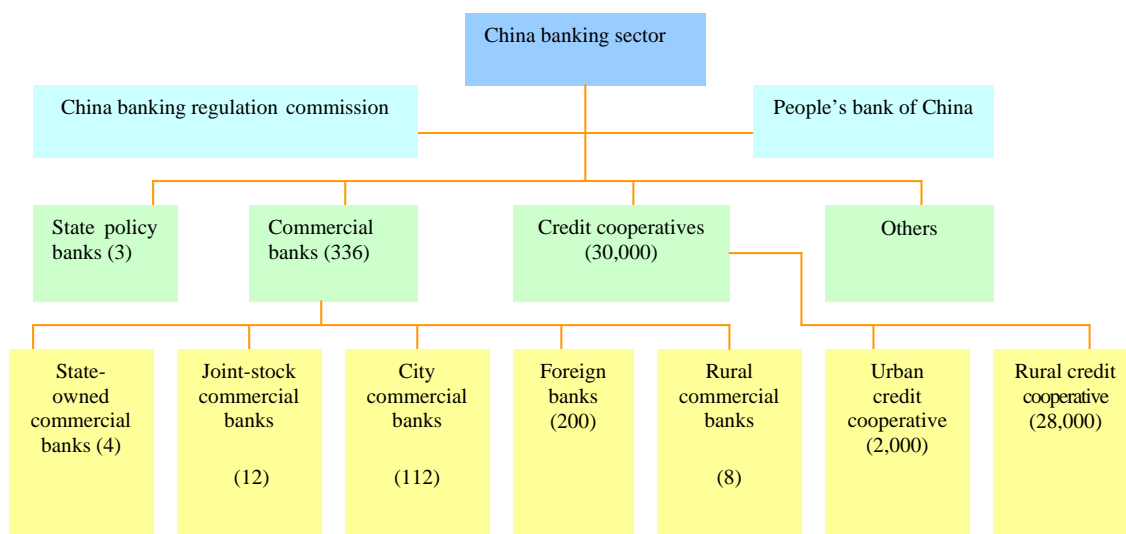 China banking sector
China banking regulation commission
People’s bank of China
State policy
banks (3)
Commercial
banks (336)
Credit cooperatives
(30,000)
Others
State-
owned
commercial
banks (4)
Joint-stock
commercial
banks
(12)
City
commercial
banks
(112)
Foreign
banks
(200)
Rural
commercial
banks
(8)
Urban
credit
cooperative
(2,000)
Rural credit
cooperative
(28,000)